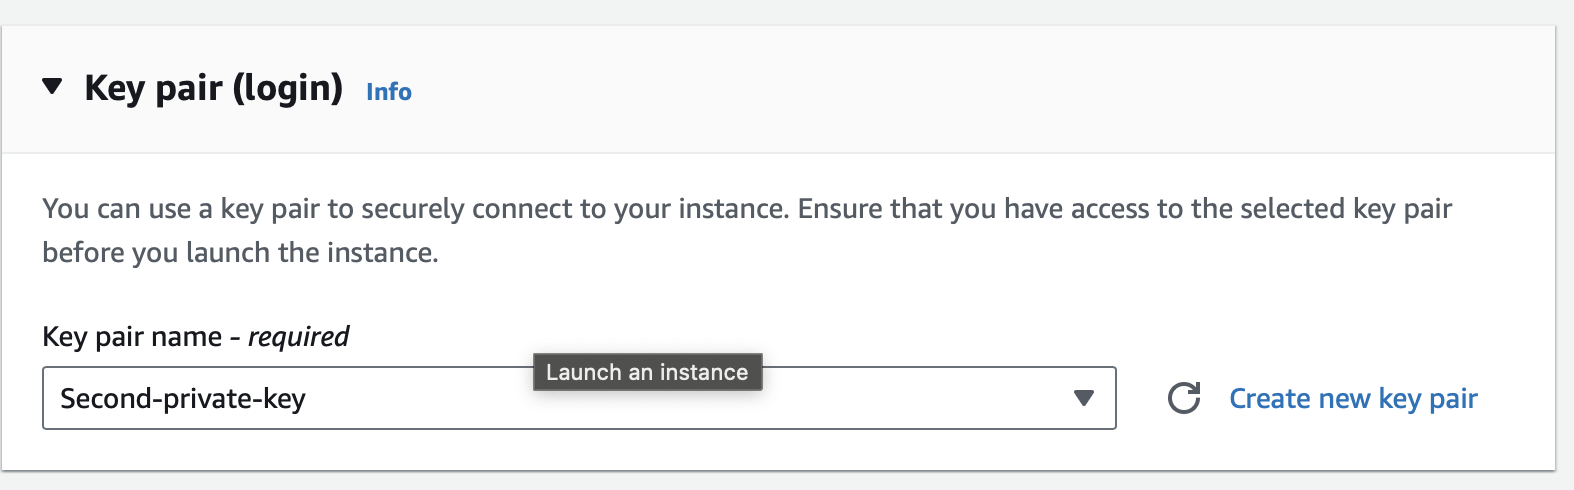 Key pair (login) Info
You can use a key pair to securely connect to your instance. Ensure that you have access to the selected key pair
before you launch the instance.
Key pair name - required
Launch an instance
Second-private-key
Create new key pair